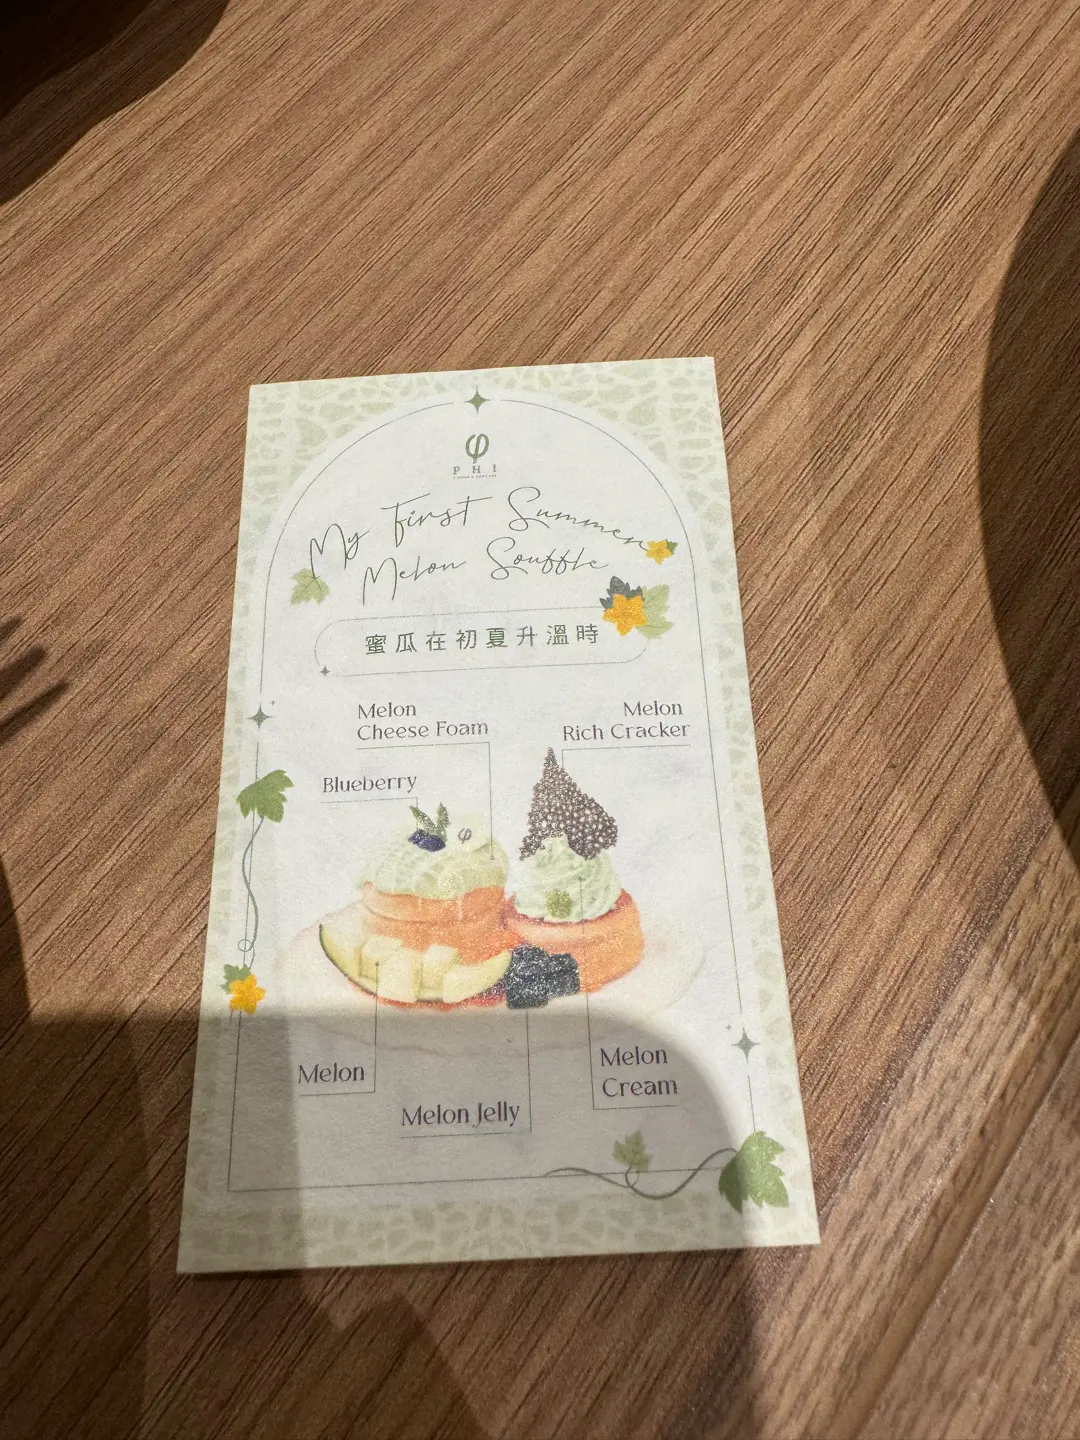 φ
PHI
My First Summer
Melon Souffle
蜜瓜在初夏升溫時
Melon
Cheese Foam
Melon
Rich Cracker
Blueberry
φ
Melon
Melon Jelly
Melon
Cream